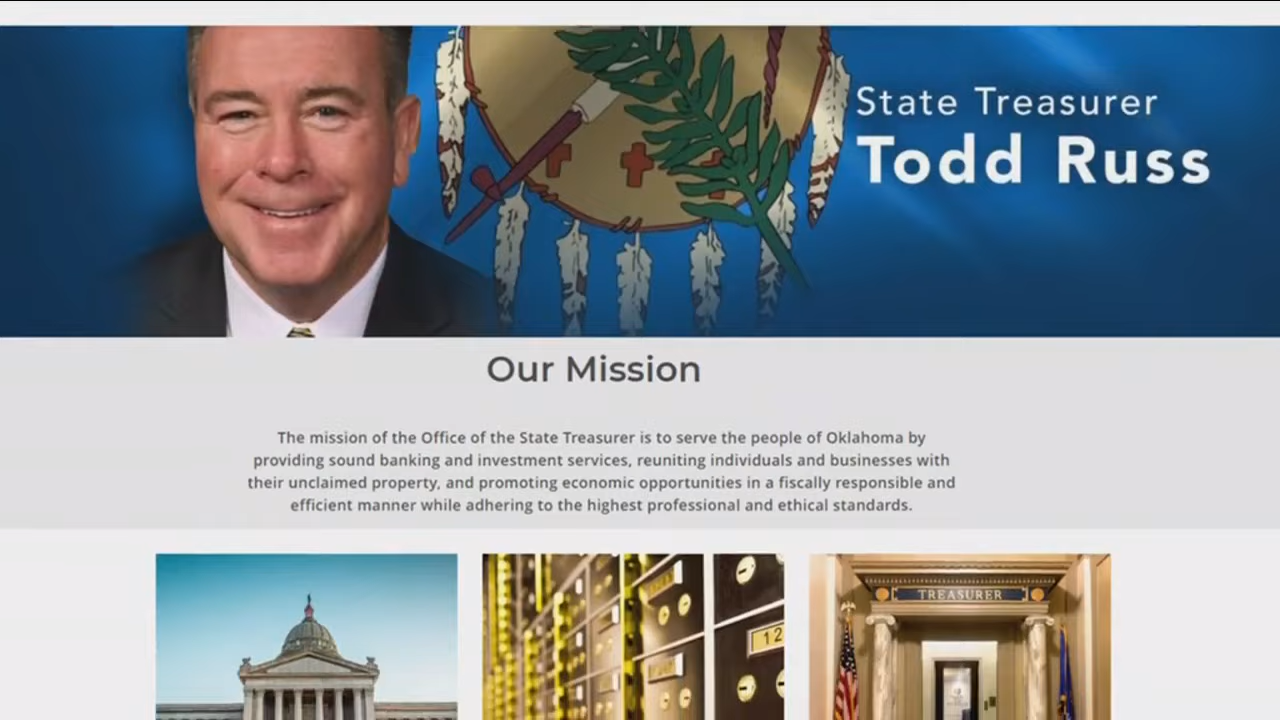 State Treasurer
Todd Russ
Our Mission
The mission of the Office of the State Treasurer is to serve the people of Oklahoma by
providing sound banking and investment services, reuniting individuals and businesses with
their unclaimed property, and promoting economic opportunities in a fiscally responsible and
efficient manner while adhering to the highest professional and ethical standards.
TREASURER
12